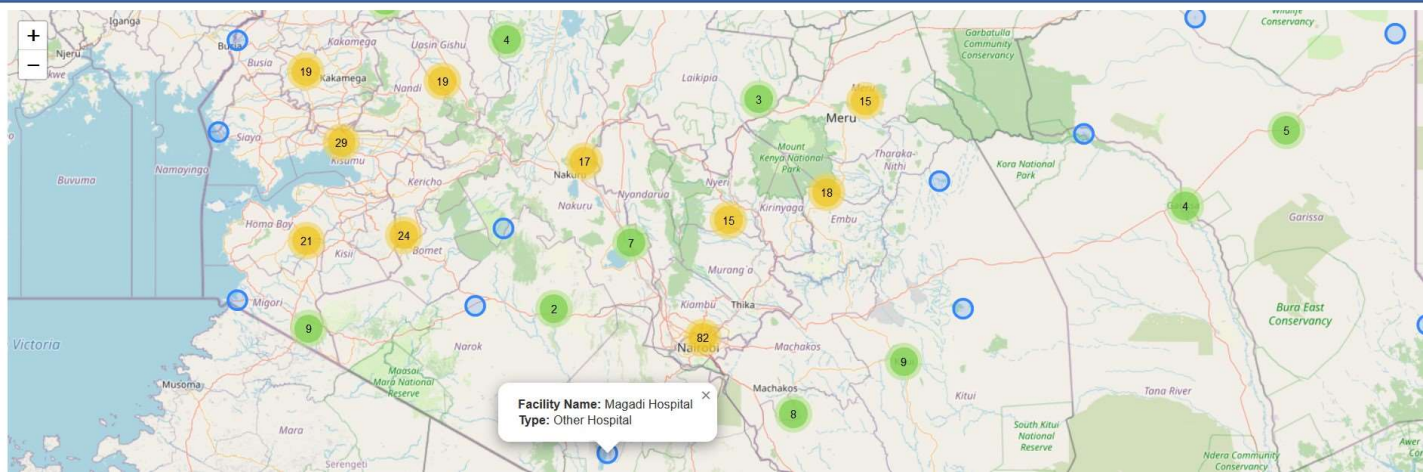 Iganga
Wildlife
Conservancy
+
−
Njeru
Busia
Kakamega
Uasin Gishu
4
Garbatulla
Community
Conservancy
Busia
19
Kakamega
19
Nandi
Laikipia
3
15
Meru
5
Siaya
29
Kisumu
Mount
Kenya National
Park
Tharaka-
Nithi
Kora National
Park
Buvuma
Namayingo
Kericho
17
Nakuru
Nyandarua
Nyeri
18
Kirinyaga
Embu
4
Garissa
Nakuru
15
Homa Bay
21
24
Kisii
Bomet
7
Murang'a
Migori
9
2
Kiambu
Thika
Bura East
Conservancy
Victoria
Narok
82
Nairobi
Machakos
9
Maasai
Mara National
Reserve
Musoma
Machakos
Kitui
Tana River
Facility Name: Magadi Hospital ×
Type: Other Hospital
8
South Kitui
National
Reserve
Mara
Serengeti
Ndera Community
Conservancy
Awer